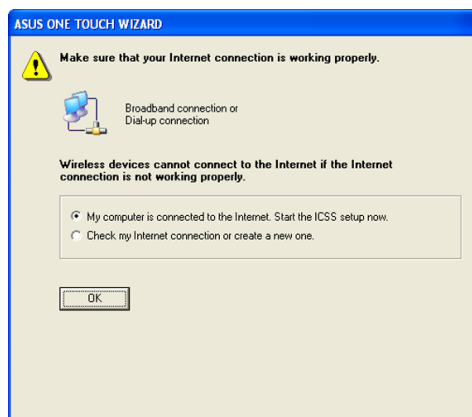 ASUS ONE TOUCH WIZARD
Make sure that your Internet connection is working properly.
Broadband connection or
Dial-up connection
Wireless devices cannot connect to the Internet if the Internet
connection is not working properly.
My computer is connected to the Internet. Start the ICSS setup now.
Check my Internet connection or create a new one.
OK